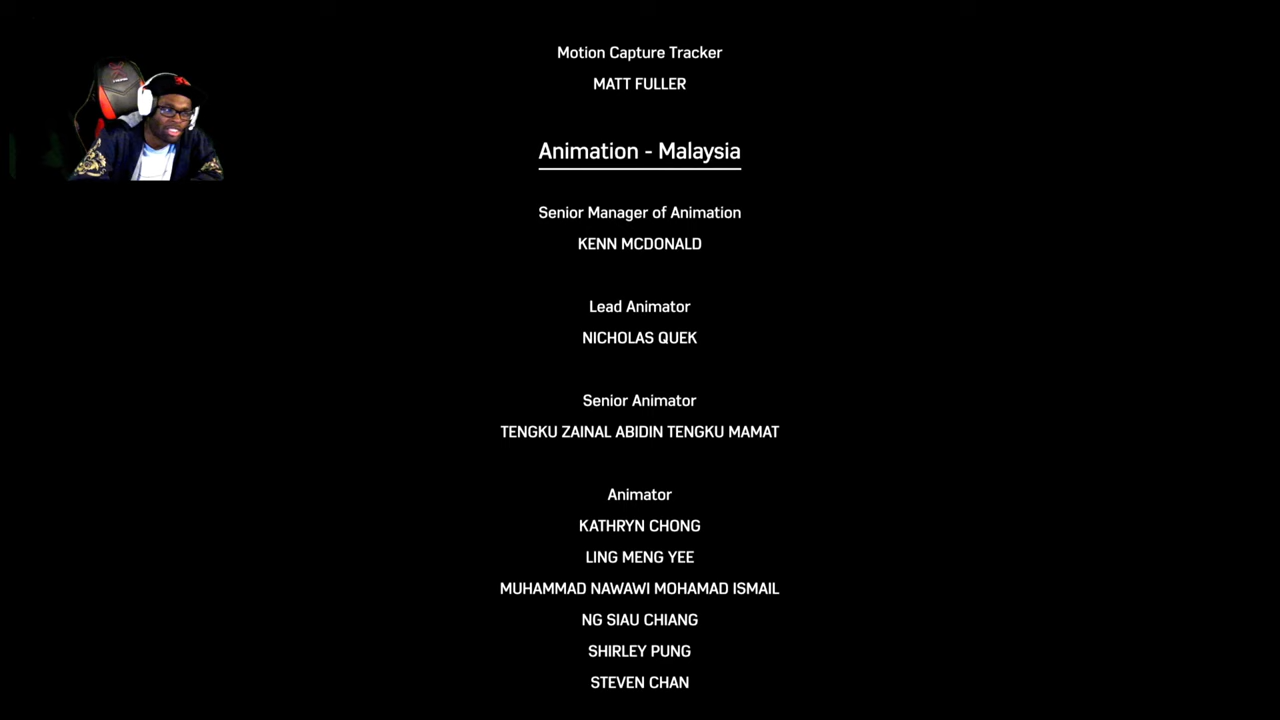 Motion Capture Tracker
MATT FULLER
Animation - Malaysia
Senior Manager of Animation
KENN MCDONALD
Lead Animator
NICHOLAS QUEK
Senior Animator
TENGKU ZAINAL ABIDIN TENGKU MAMAT
Animator
KATHRYN CHONG
LING MENG YEE
MUHAMMAD NAWAWI MOHAMAD ISMAIL
NG SIAU CHIANG
SHIRLEY PUNG
STEVEN CHAN